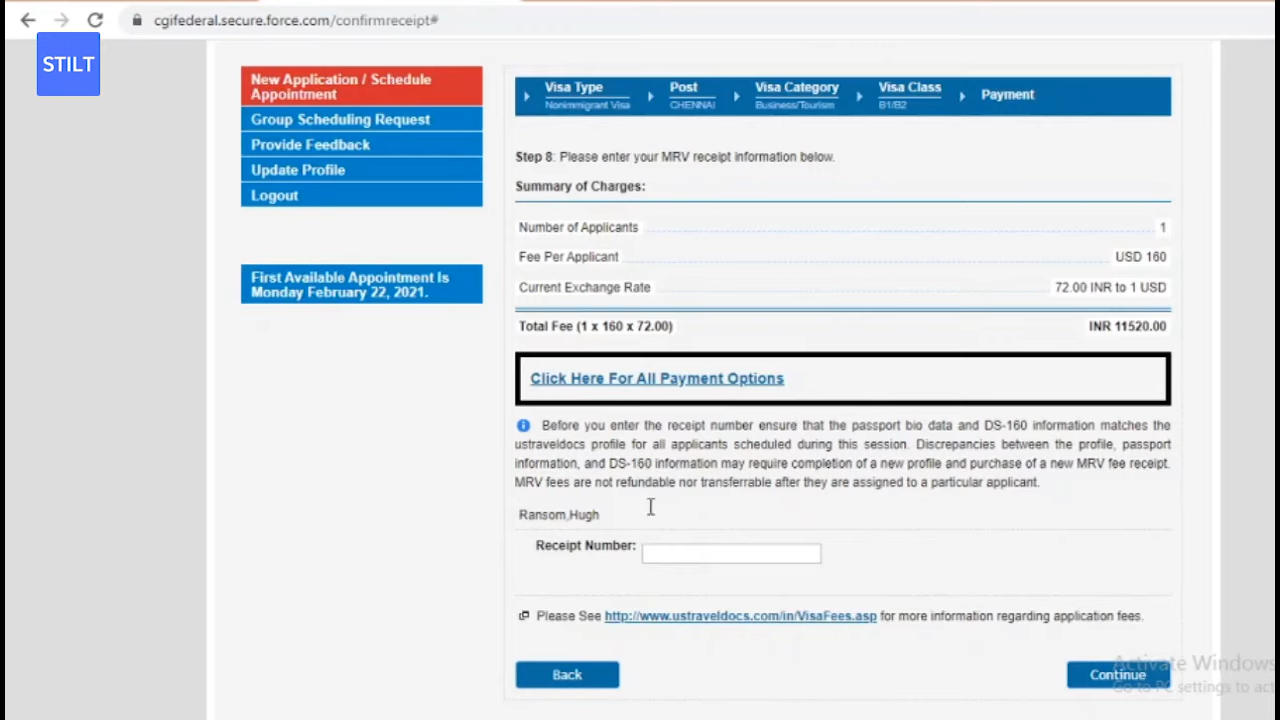 cgifederal.secure.force.com/confirmreceipt#
STILT
New Application / Schedule
Appointment
Group Scheduling Request
Provide Feedback
Update Profile
Logout
First Available Appointment Is
Monday February 22, 2021.
Visa Type Post Visa Category Visa Class Payment
Nonimmigrant Visa CHENNAI Business/Tourism B1/B2
Step 8: Please enter your MRV receipt information below.
Summary of Charges:
Number of Applicants 1
Fee Per Applicant USD 160
Current Exchange Rate 72.00 INR to 1 USD
Total Fee (1 x 160 x 72.00) INR 11520.00
Click Here For All Payment Options
Before you enter the receipt number ensure that the passport bio data and DS-160 information matches the
ustraveldocs profile for all applicants scheduled during this session. Discrepancies between the profile, passport
information, and DS-160 information may require completion of a new profile and purchase of a new MRV fee receipt.
MRV fees are not refundable nor transferrable after they are assigned to a particular applicant.
Ransom,Hugh
Receipt Number:
Please See http://www.ustraveldocs.com/in/VisaFees.asp for more information regarding application fees.
Back
Continue
Activate Windows
Go to PC settings to act